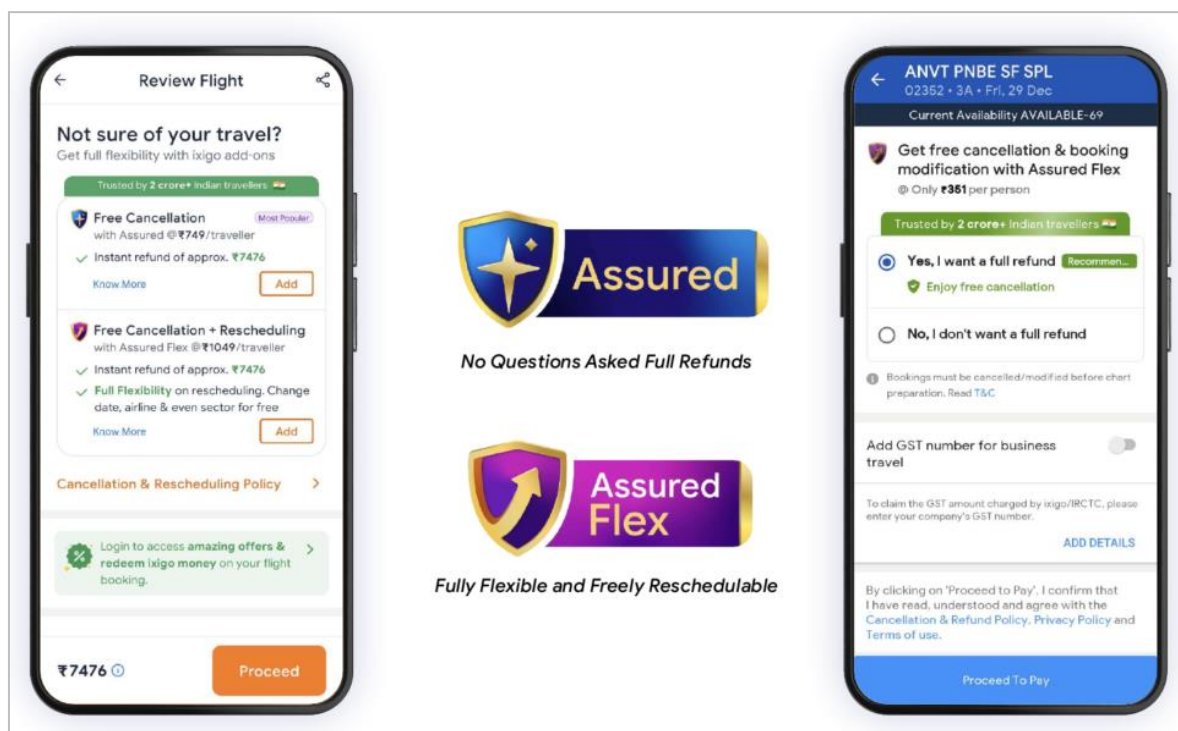 Review Flight
Not sure of your travel?
Get full flexibility with ixigo add-ons
Trusted by 2 crore+ Indian travellers
Free Cancellation
Most Popular
with Assured @₹749/traveller
Instant refund of approx. ₹7476
Know More
Add
Free Cancellation + Rescheduling
with Assured Flex @₹1049/traveller
Instant refund of approx. ₹7476
Full Flexibility on rescheduling. Change
date, airline & even sector for free
Know More
Add
Cancellation & Rescheduling Policy
Login to access amazing offers &
redeem ixigo money on your flight
booking.
₹7476
Proceed
Assured
No Questions Asked Full Refunds
Assured
Flex
Fully Flexible and Freely Reschedulable
ANVT PNBE SF SPL
02352 • 3A • Fri, 29 Dec
Current Availability AVAILABLE-69
Get free cancellation & booking
modification with Assured Flex
@ Only ₹351 per person
Trusted by 2 crore+ Indian travellers
Yes, I want a full refund
Recommen...
Enjoy free cancellation
No, I don't want a full refund
Bookings must be cancelled/modified before chart
preparation. Read T&C
Add GST number for business
travel
To claim the GST amount charged by ixigo/IRCTC, please
enter your company's GST number.
ADD DETAILS
By clicking on 'Proceed to Pay', I confirm that
I have read, understood and agree with the
Cancellation & Refund Policy, Privacy Policy and
Terms of use.
Proceed To Pay